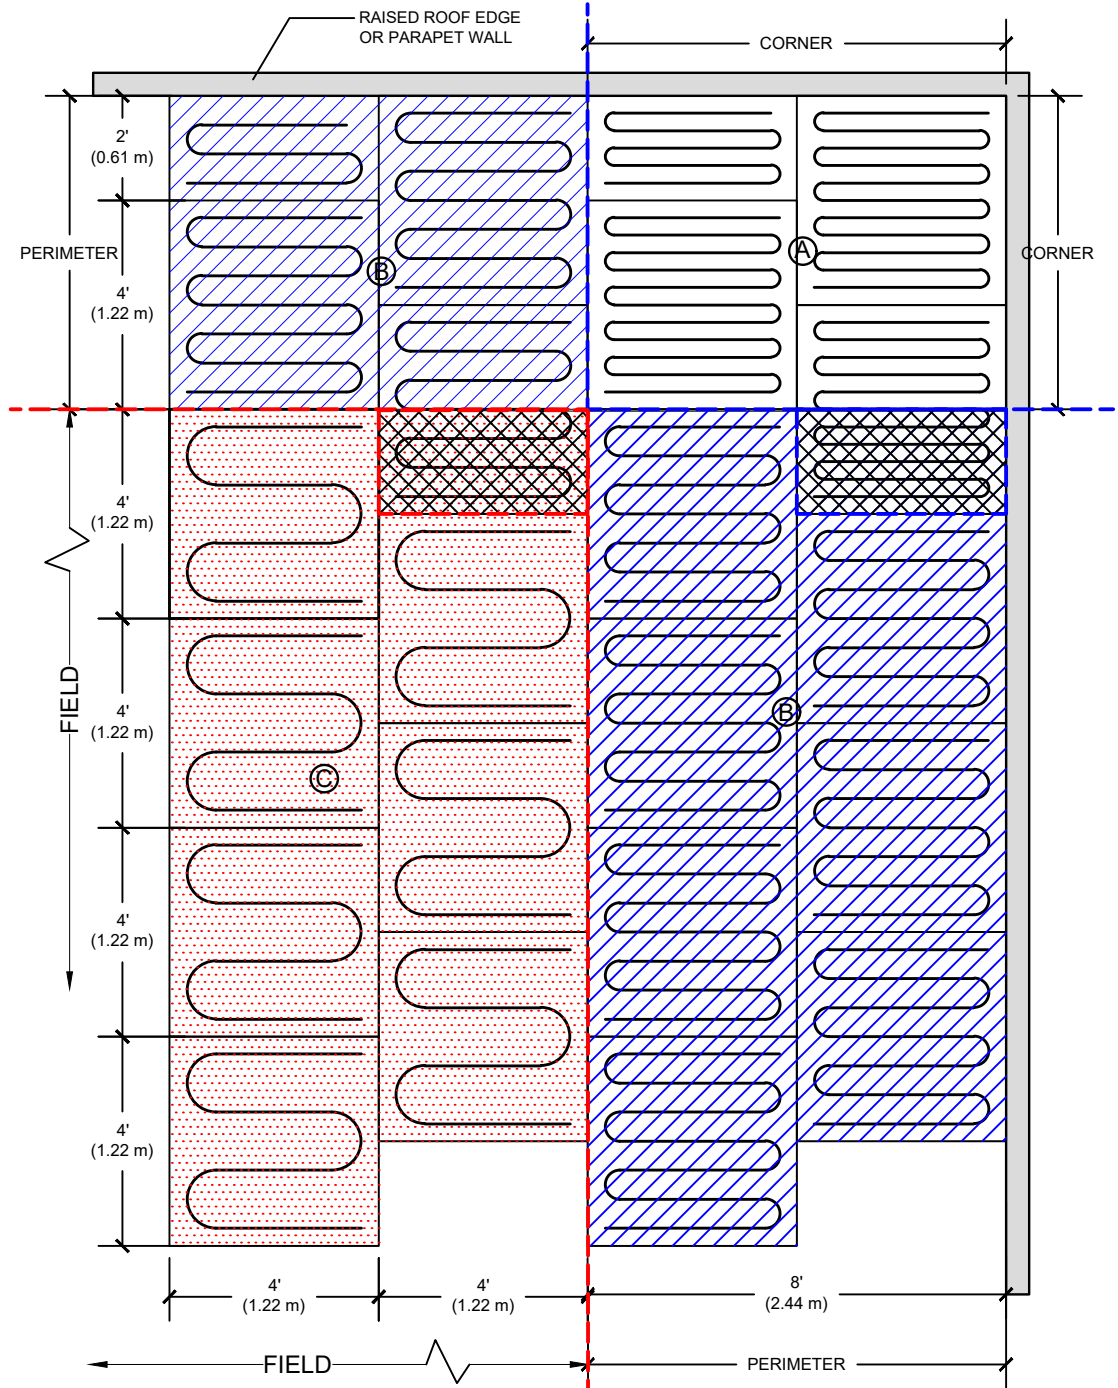 RAISED ROOF EDGE
OR PARAPET WALL
CORNER
2'
(0.61 m)
PERIMETER
4'
(1.22 m)
B
A
CORNER
4'
(1.22 m)
FIELD
4'
(1.22 m)
B
C
4'
(1.22 m)
4'
(1.22 m)
4'
(1.22 m)
4'
(1.22 m)
8'
(2.44 m)
FIELD
PERIMETER